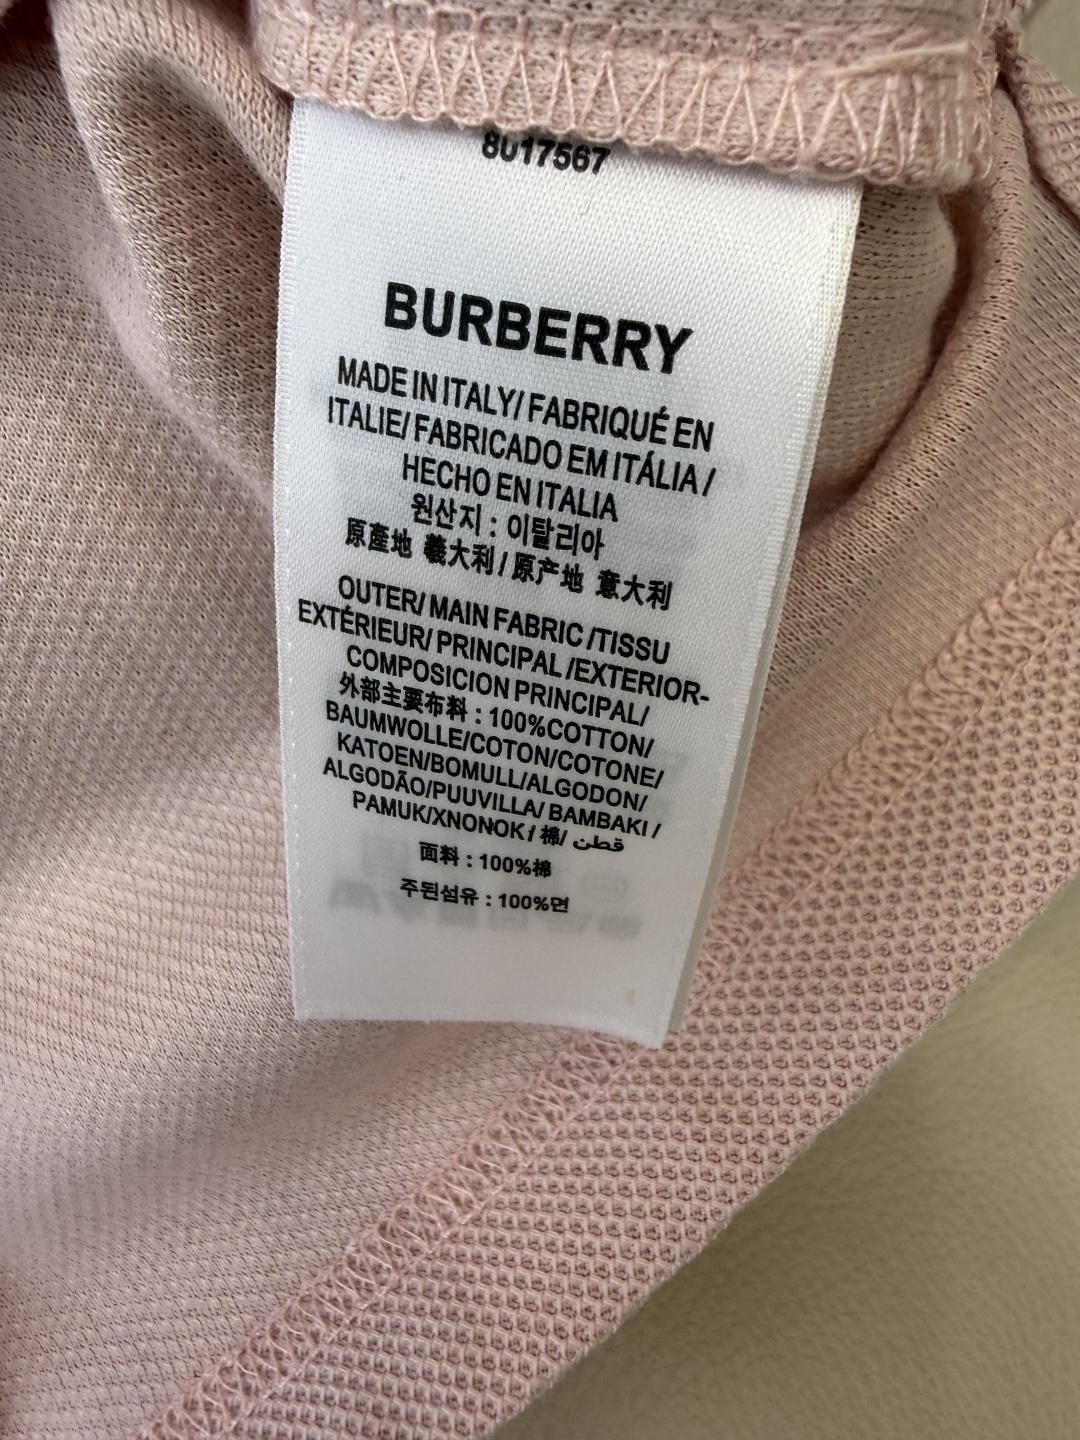 8017567
BURBERRY
MADE IN ITALY/ FABRIQUÉ EN
ITALIE/ FABRICADO EM ITÁLIA /
HECHO EN ITALIA
원산지 : 이탈리아
原產地 義大利 / 原产地 意大利
OUTER/ MAIN FABRIC /TISSU
EXTÉRIEUR/ PRINCIPAL /EXTERIOR-
COMPOSICION PRINCIPAL/
外部主要布料 : 100%COTTON/
BAUMWOLLE/COTON/COTONE/
KATOEN/BOMULL/ALGODON/
ALGODÃO/PUUVILLA/ BAMBAKI /
PAMUK/XNONOK / 棉/ قطن
面料 : 100%棉
주된섬유 : 100%면